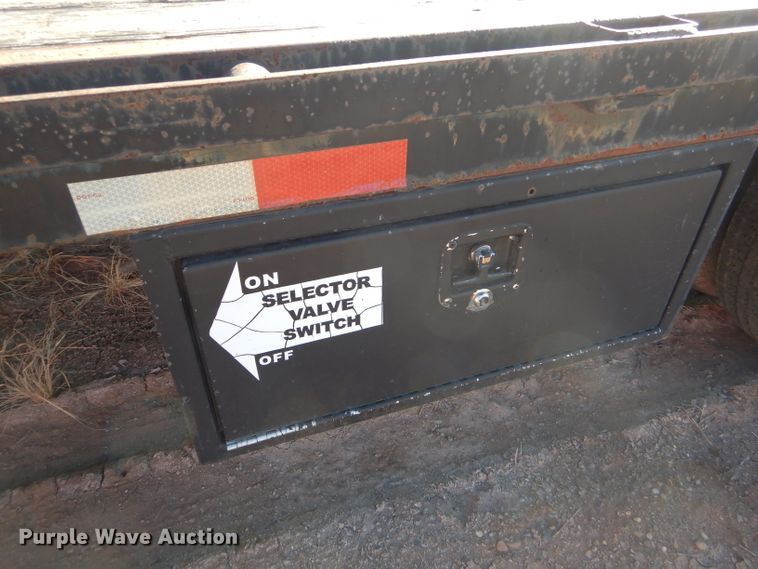 ON
SELECTOR
VALVE
SWITCH
OFF
Purple Wave Auction